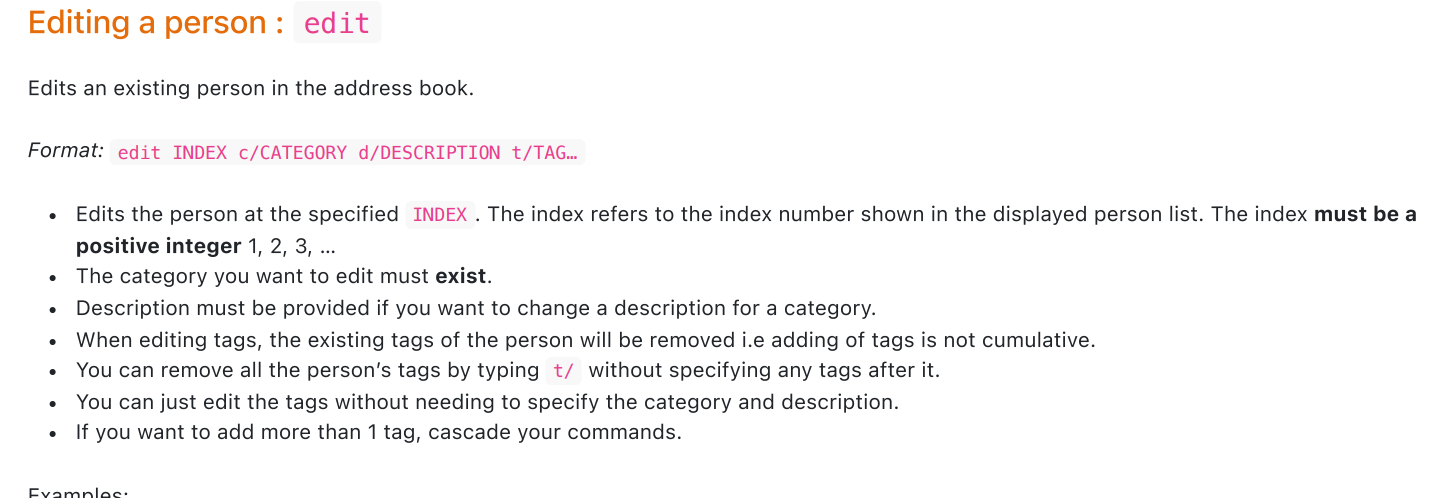 Editing a person : edit
Edits an existing person in the address book.
Format: edit INDEX c/CATEGORY d/DESCRIPTION t/TAG…
• Edits the person at the specified INDEX. The index refers to the index number shown in the displayed person list. The index must be a
positive integer 1, 2, 3, …
• The category you want to edit must exist.
• Description must be provided if you want to change a description for a category.
• When editing tags, the existing tags of the person will be removed i.e adding of tags is not cumulative.
• You can remove all the person’s tags by typing t/ without specifying any tags after it.
• You can just edit the tags without needing to specify the category and description.
• If you want to add more than 1 tag, cascade your commands.
Examples: